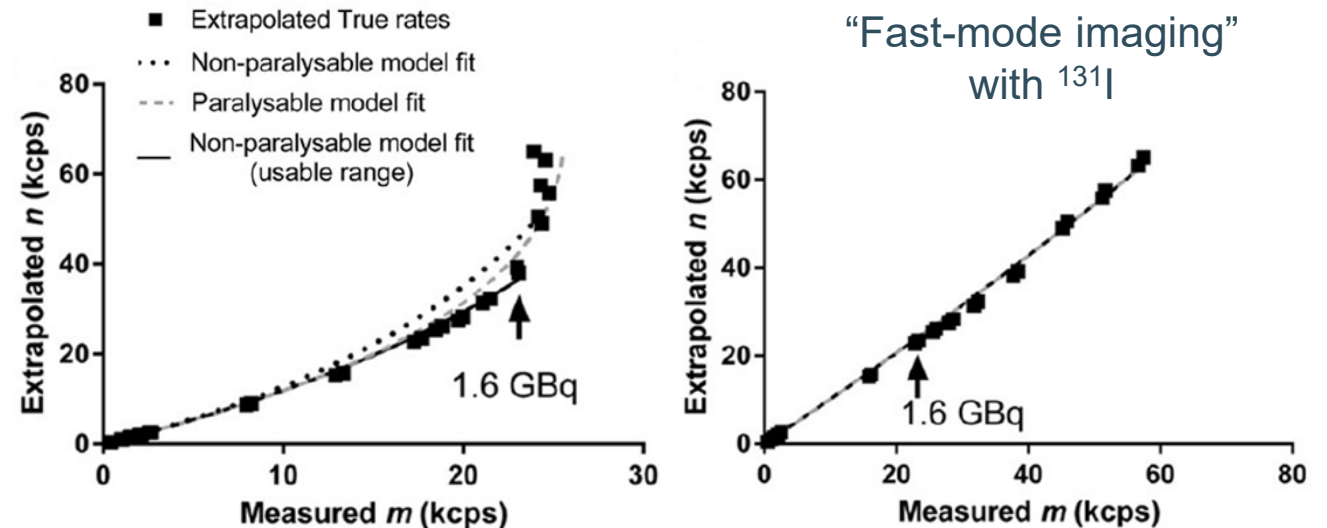 Extrapolated True rates
Non-paralysable model fit
Paralysable model fit
Non-paralysable model fit
(usable range)
80
60
40
20
0
Extrapolated n (kcps)
1.6 GBq
0 10 20 30
Measured m (kcps)
“Fast-mode imaging”
with ¹³¹I
80
60
40
20
0
Extrapolated n (kcps)
1.6 GBq
0 20 40 60 80
Measured m (kcps)